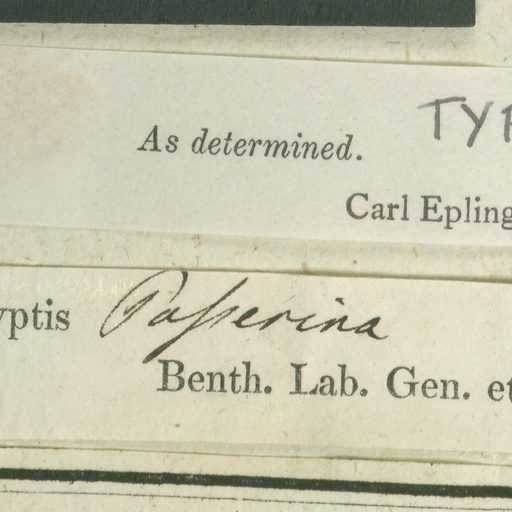 As determined. TYP
Carl Epling
yptis Passerina
Benth. Lab. Gen. et